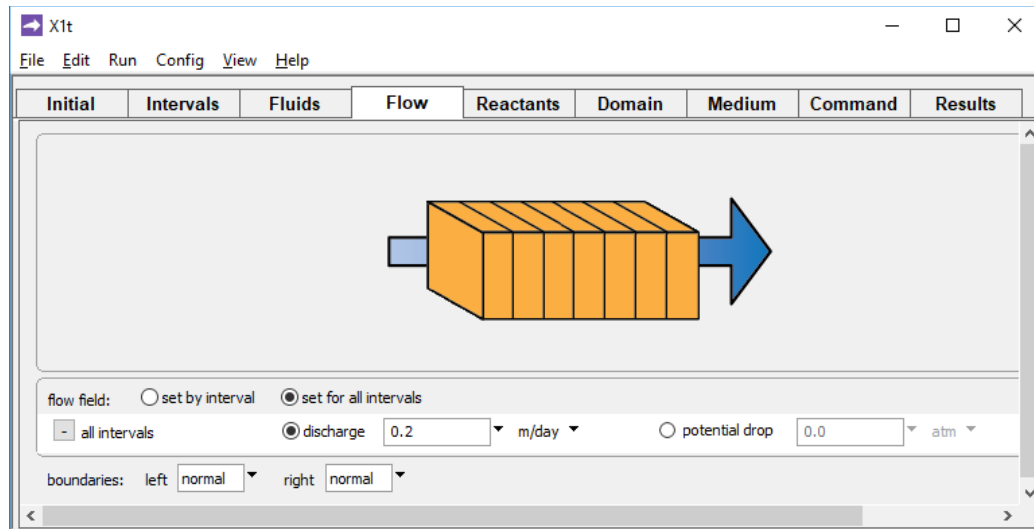 X1t
File Edit Run Config View Help
Initial Intervals Fluids Flow Reactants Domain Medium Command Results
flow field: set by interval set for all intervals
- all intervals discharge 0.2 m/day potential drop 0.0 atm
boundaries: left normal right normal